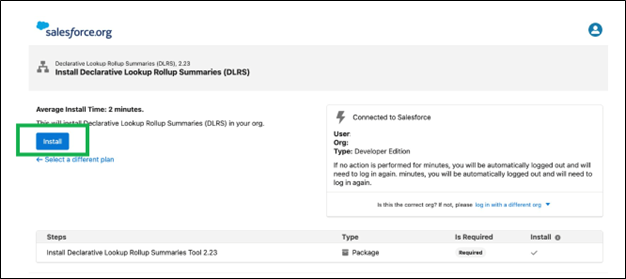 salesforce.org
Declarative Lookup Rollup Summaries (DLRS), 2.23
Install Declarative Lookup Rollup Summaries (DLRS)
Average Install Time: 2 minutes.
This will install Declarative Lookup Rollup Summaries (DLRS) in your org.
Install
← Select a different plan
Connected to Salesforce
User
Org:
Type: Developer Edition
If no action is performed for minutes, you will be automatically logged out and will
need to log in again. minutes, you will be automatically logged out and will need to
log in again.
Is this the correct org? If not, please log in with a different org
Steps Type Is Required Install
Install Declarative Lookup Rollup Summaries Tool 2.23 Package Required